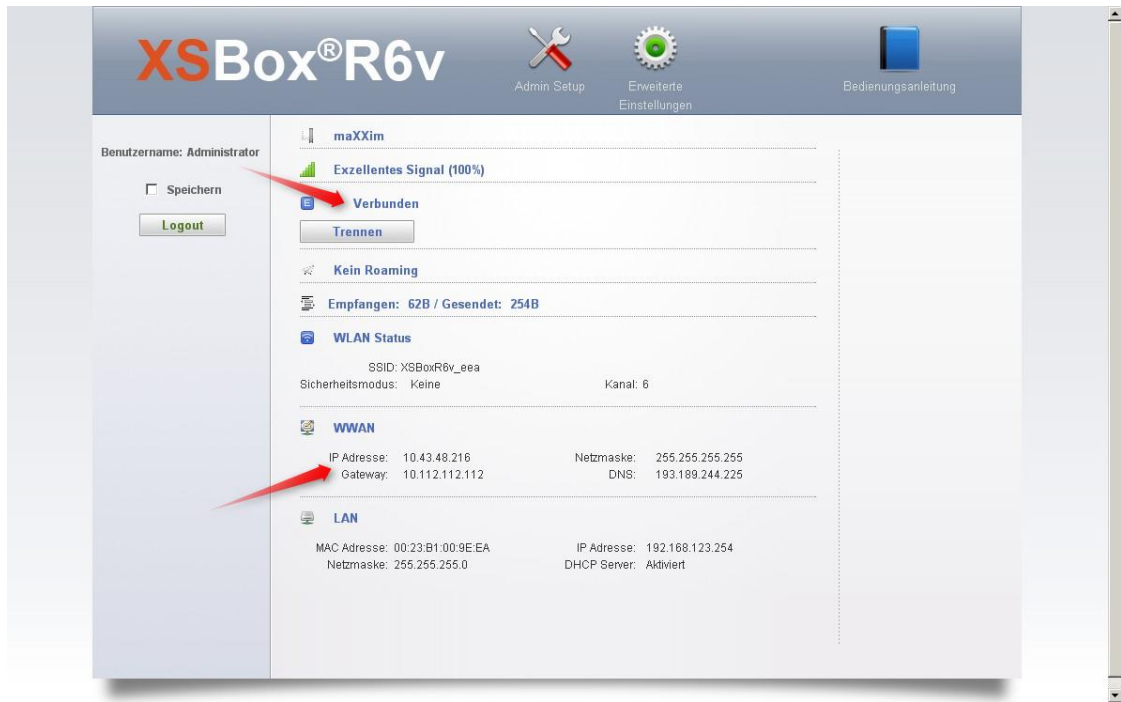 XSBox®R6v
Admin Setup
Erweiterte
Einstellungen
Bedienungsanleitung
Benutzername: Administrator
Speichern
Logout
maXXim
Exzellentes Signal (100%)
E Verbunden
Trennen
Kein Roaming
Empfangen: 62B / Gesendet: 254B
WLAN Status
SSID: XSBoxR6v_eea
Sicherheitsmodus: Keine Kanal: 6
WWAN
IP Adresse: 10.43.48.216 Netzmaske: 255.255.255.255
Gateway: 10.112.112.112 DNS: 193.189.244.225
LAN
MAC Adresse: 00:23:B1:00:9E:EA IP Adresse: 192.168.123.254
Netzmaske: 255.255.255.0 DHCP Server: Aktiviert